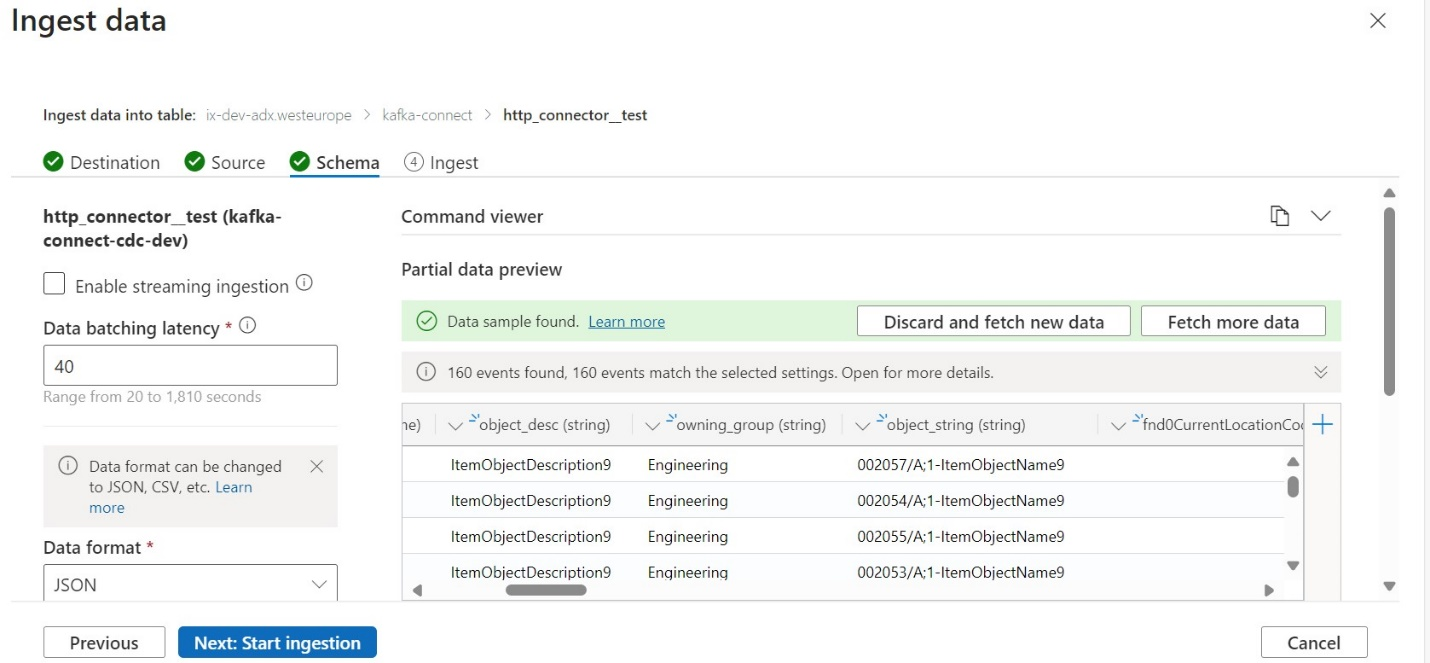 Ingest data
Ingest data into table: ix-dev-adx.westeurope > kafka-connect > http_connector__test
Destination Source Schema 4 Ingest
http_connector__test (kafka-
connect-cdc-dev)
Enable streaming ingestion
Data batching latency *
40
Range from 20 to 1,810 seconds
Data format can be changed
to JSON, CSV, etc. Learn
more
Data format *
JSON
Command viewer
Partial data preview
Data sample found. Learn more Discard and fetch new data Fetch more data
160 events found, 160 events match the selected settings. Open for more details.
ne) object_desc (string) owning_group (string) object_string (string) fnd0CurrentLocationCo
ItemObjectDescription9 Engineering 002057/A;1-ItemObjectName9
ItemObjectDescription9 Engineering 002054/A;1-ItemObjectName9
ItemObjectDescription9 Engineering 002055/A;1-ItemObjectName9
ItemObjectDescription9 Engineering 002053/A;1-ItemObjectName9
Previous Next: Start ingestion Cancel